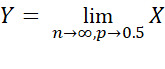 Y = lim n→∞,p→0.5 X